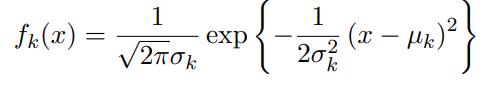 $$f_k(x) = \frac{1}{\sqrt{2\pi}\sigma_k} \exp\left\{-\frac{1}{2\sigma_k^2}(x - \mu_k)^2\right\}$$